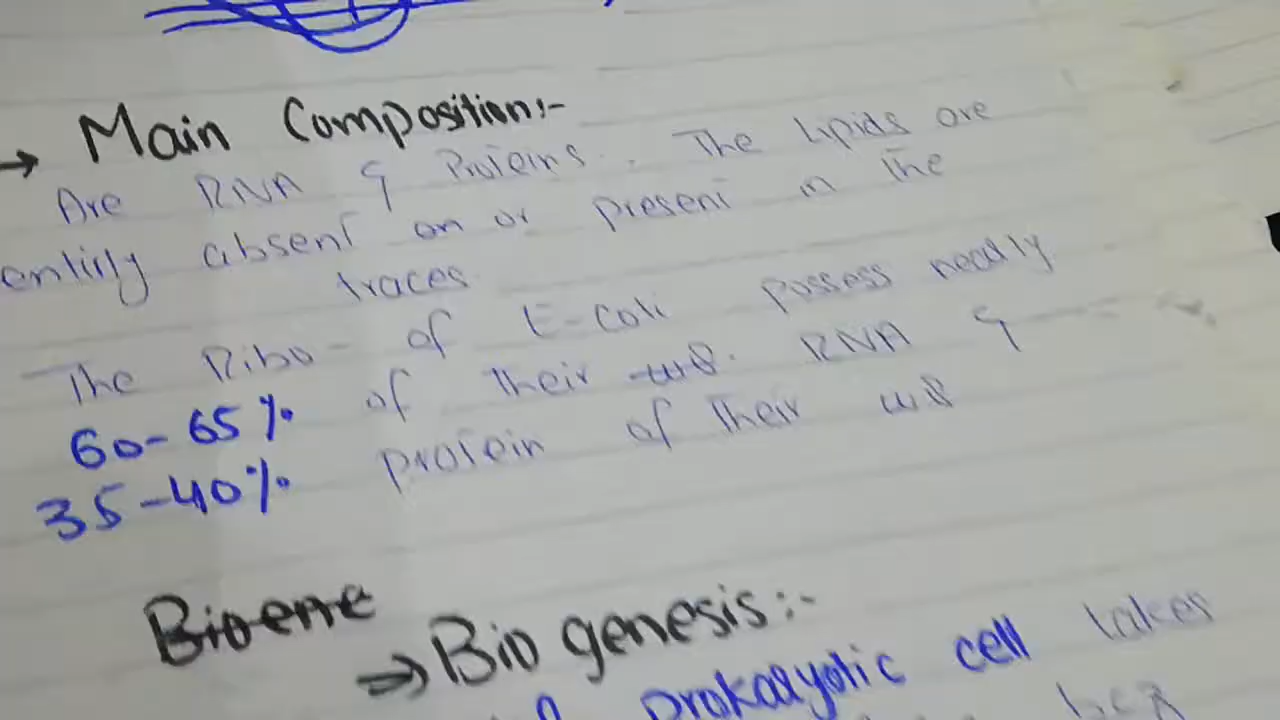 → Main Composition:-
Are RNA & Proteins. The lipids are
entirly absent on or present in the
traces
The Ribo- of E-Coli possess nearly
60-65% of their wt. RNA &
35-40% protein of their wt
Bioene
→ Bio genesis:-
prokaryotic cell takes